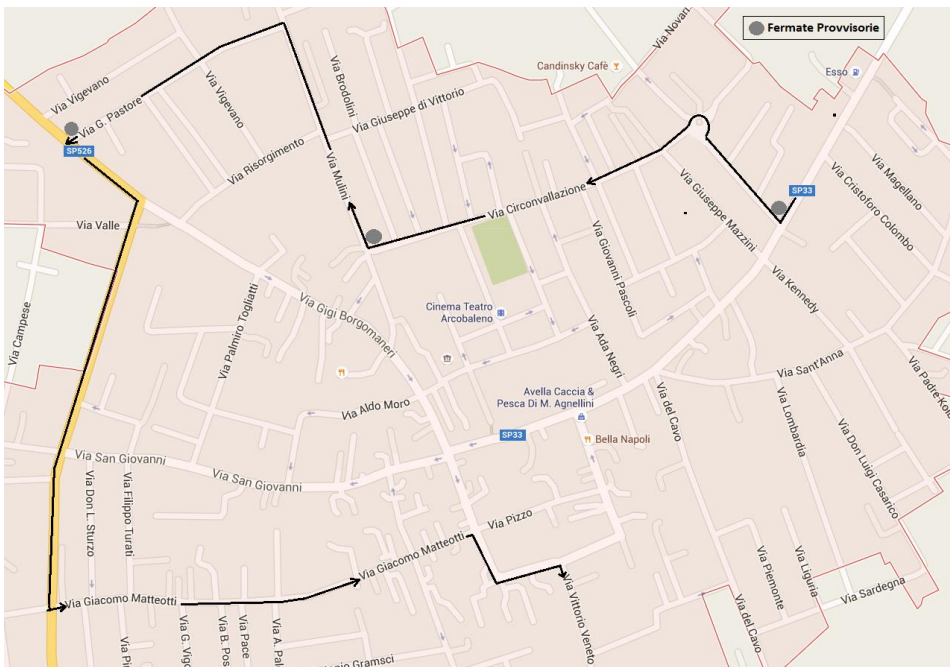 Fermate Provvisorie
Via Novar
Candinsky Cafè
Esso
Via Vigevano
Via G. Pastore
Via Vigevano
Via Brodolini
Via Giuseppe di Vittorio
SP526
Via Risorgimento
Via Mulini
Via Magellano
Via Cristoforo Colombo
SP33
Via Circonvallazione
Via Giuseppe Mazzini
Via Valle
Via Giovanni Pascoli
Via Kennedy
Via Campese
Via Palmiro Togliatti
Via Gigi Borgomaneri
Cinema Teatro
Arcobaleno
Via Ada Negri
Via Sant'Anna
Via Padre Kolb
Avella Caccia &
Pesca Di M. Agnellini
Via Aldo Moro
Via del Cavo
Via Lombardia
SP33
Bella Napoli
Via Don Luigi Casarico
Via San Giovanni
Via San Giovanni
Via Don L. Sturzo
Via Filippo Turati
Via Pizzo
Via Giacomo Matteotti
Via Giacomo Matteotti
Via Vittorio Veneto
Via Piemonte
Via Liguria
Via Sardegna
Via del Cavo
Via Pi
Via G. Vigo
Via B. Pos
Via Pace
Via A. Pal
onio Gramsci